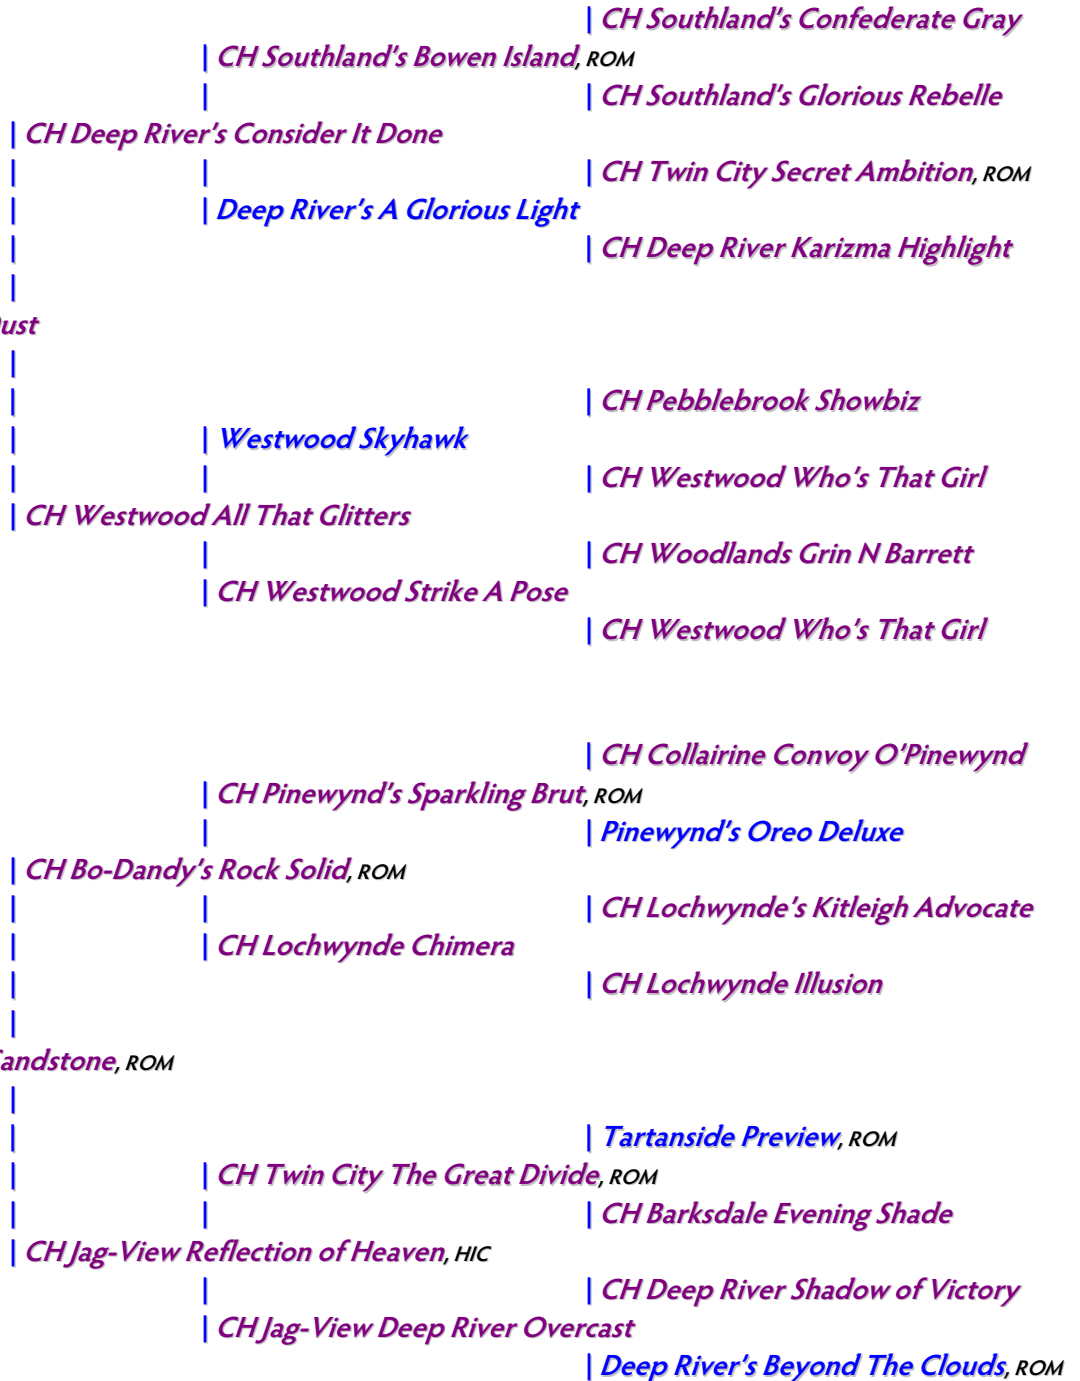 | CH Southland's Confederate Gray
| CH Southland's Bowen Island, ROM
| | CH Southland's Glorious Rebelle
| CH Deep River's Consider It Done
| | | CH Twin City Secret Ambition, ROM
| | Deep River's A Glorious Light
| | CH Deep River Karizma Highlight
|
ust
|
| | CH Pebblebrook Showbiz
| | Westwood Skyhawk
| | | CH Westwood Who's That Girl
| CH Westwood All That Glitters
| | CH Woodlands Grin N Barrett
| CH Westwood Strike A Pose
| CH Westwood Who's That Girl
| CH Collairine Convoy O'Pinewynd
| CH Pinewynd's Sparkling Brut, ROM
| | Pinewynd's Oreo Deluxe
| CH Bo-Dandy's Rock Solid, ROM
| | | CH Lochwynde's Kitleigh Advocate
| | CH Lochwynde Chimera
| | CH Lochwynde Illusion
|
andstone, ROM
|
| | Tartanside Preview, ROM
| | CH Twin City The Great Divide, ROM
| | | CH Barksdale Evening Shade
| CH Jag-View Reflection of Heaven, HIC
| | CH Deep River Shadow of Victory
| CH Jag-View Deep River Overcast
| Deep River's Beyond The Clouds, ROM